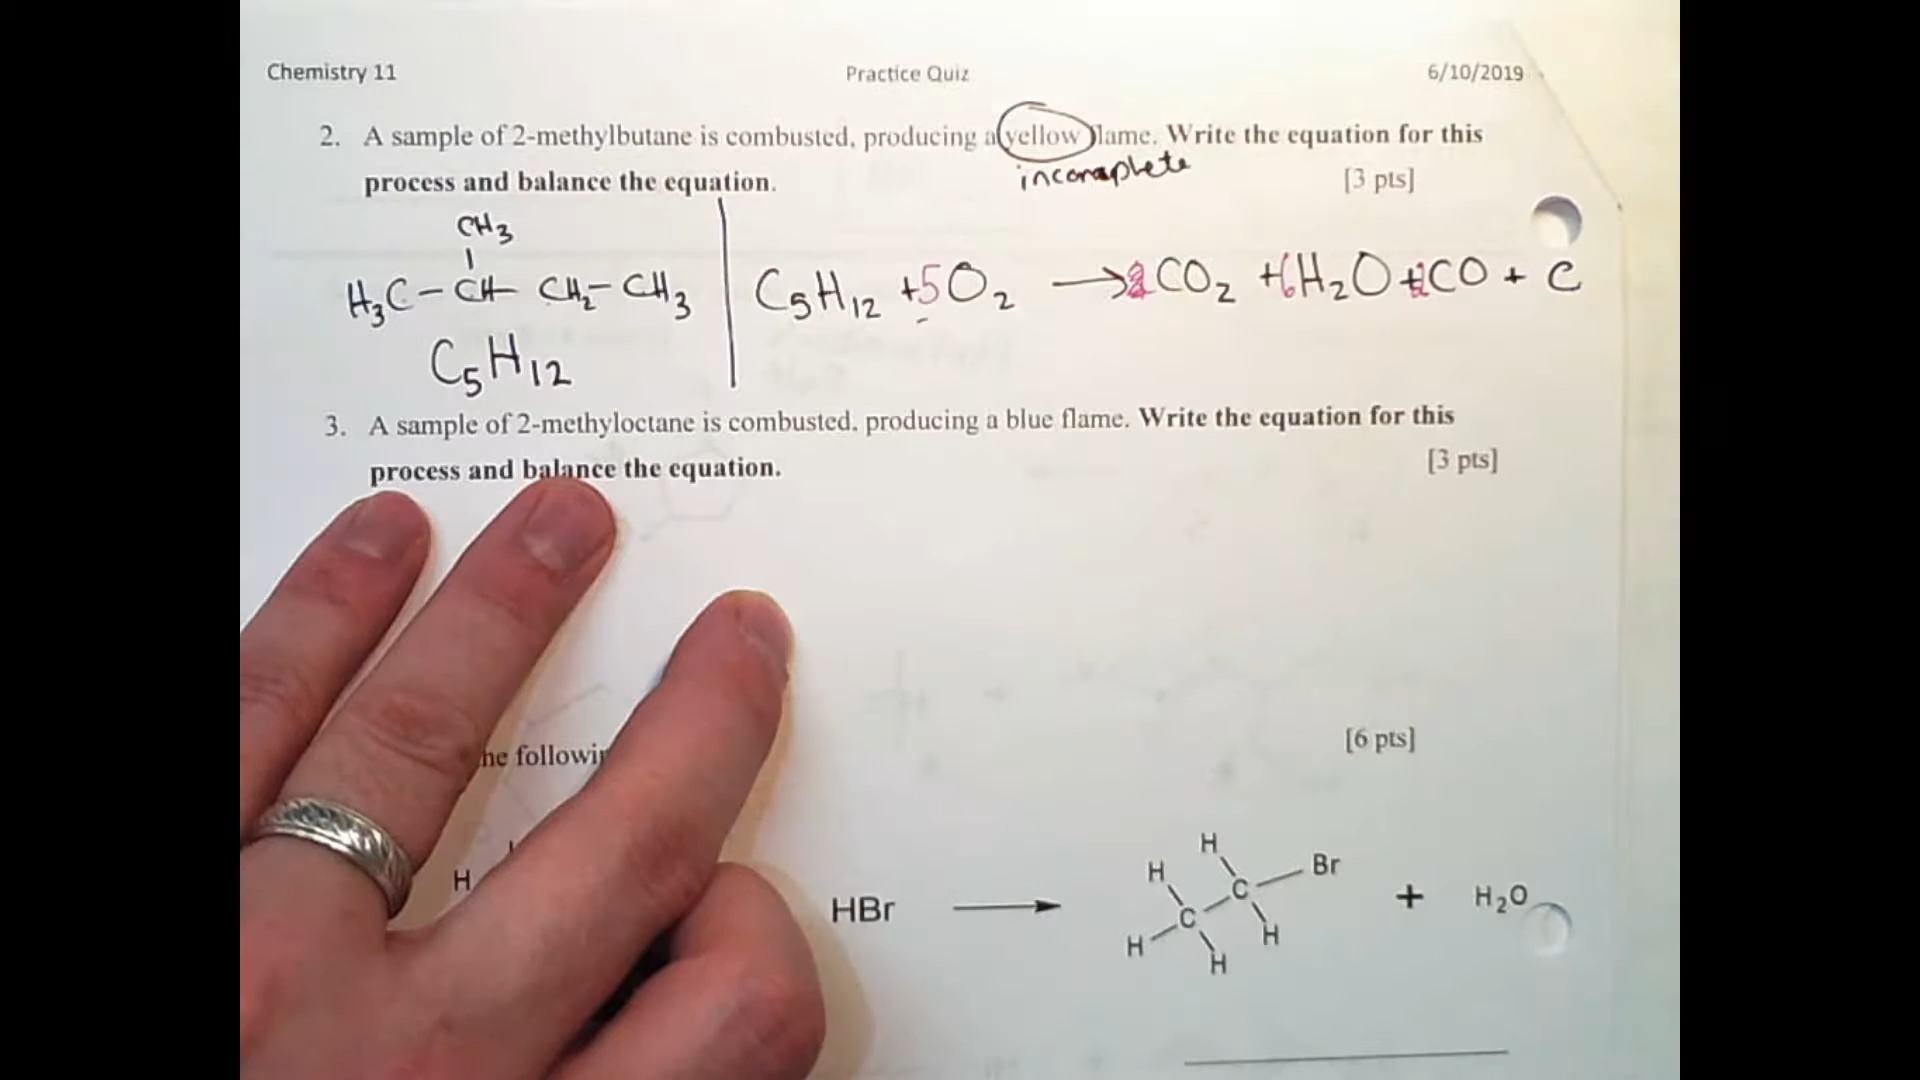 Chemistry 11 Practice Quiz 6/10/2019
2. A sample of 2-methylbutane is combusted, producing a yellow flame. Write the equation for this
incomplete
process and balance the equation. [3 pts]
CH3
H3C - CH - CH2 - CH3
C5H12 + 5O2 → CO2 + 6H2O + CO + C
C5H12
3. A sample of 2-methyloctane is combusted, producing a blue flame. Write the equation for this
process and balance the equation. [3 pts]
followin
[6 pts]
H
HBr
H H C C Br H H H
+ H2O